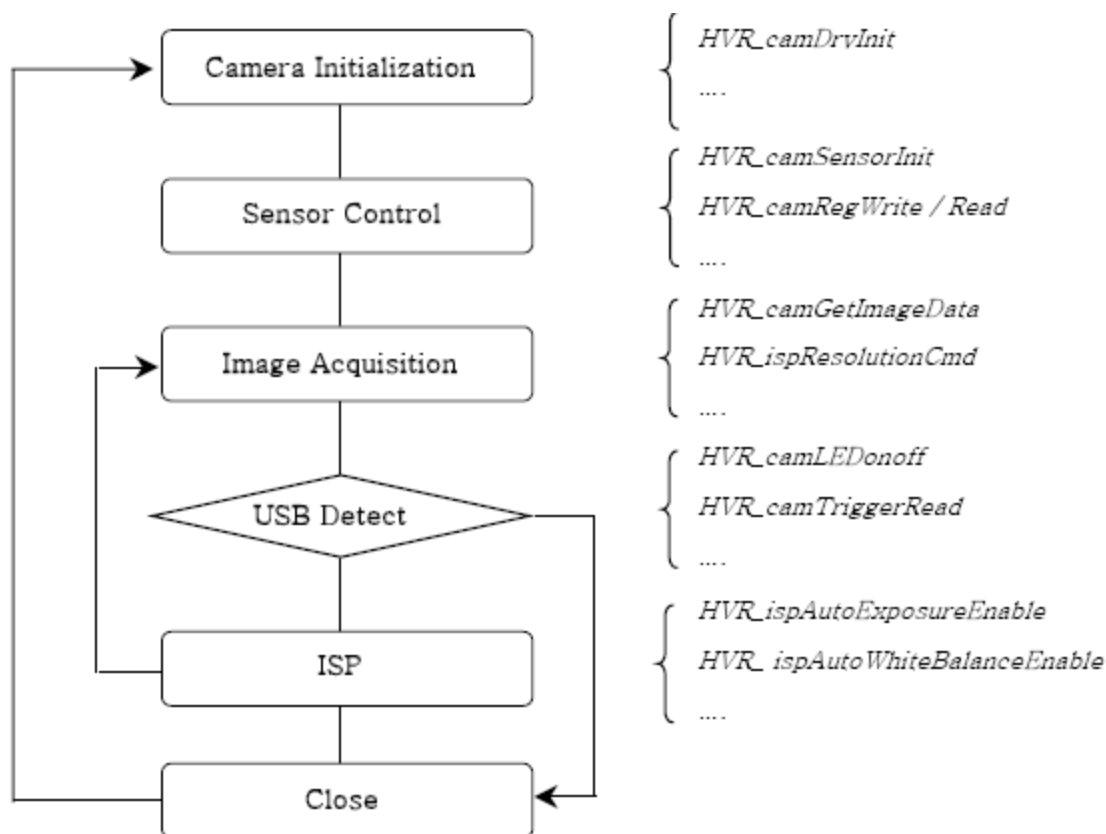 Camera Initialization
HVR_camDrvInit
....
Sensor Control
HVR_camSensorInit
HVR_camRegWrite / Read
....
Image Acquisition
HVR_camGetImageData
HVR_ispResolutionCmd
....
USB Detect
HVR_camLEDonoff
HVR_camTriggerRead
....
ISP
HVR_ispAutoExposureEnable
HVR_ ispAutoWhiteBalanceEnable
....
Close